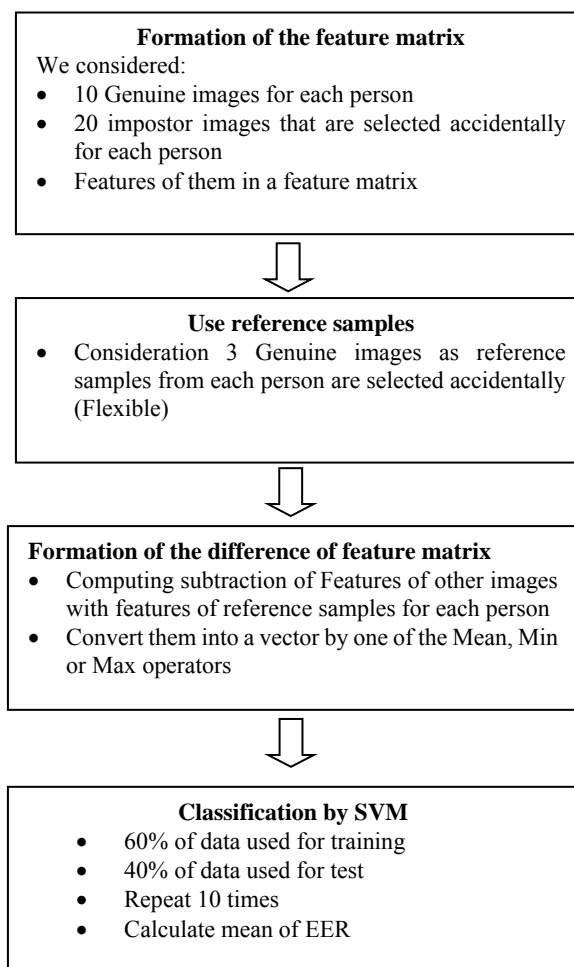 Formation of the feature matrix
We considered:
• 10 Genuine images for each person
• 20 impostor images that are selected accidentally
for each person
• Features of them in a feature matrix
Use reference samples
• Consideration 3 Genuine images as reference
samples from each person are selected accidentally
(Flexible)
Formation of the difference of feature matrix
• Computing subtraction of Features of other images
with features of reference samples for each person
• Convert them into a vector by one of the Mean, Min
or Max operators
Classification by SVM
• 60% of data used for training
• 40% of data used for test
• Repeat 10 times
• Calculate mean of EER